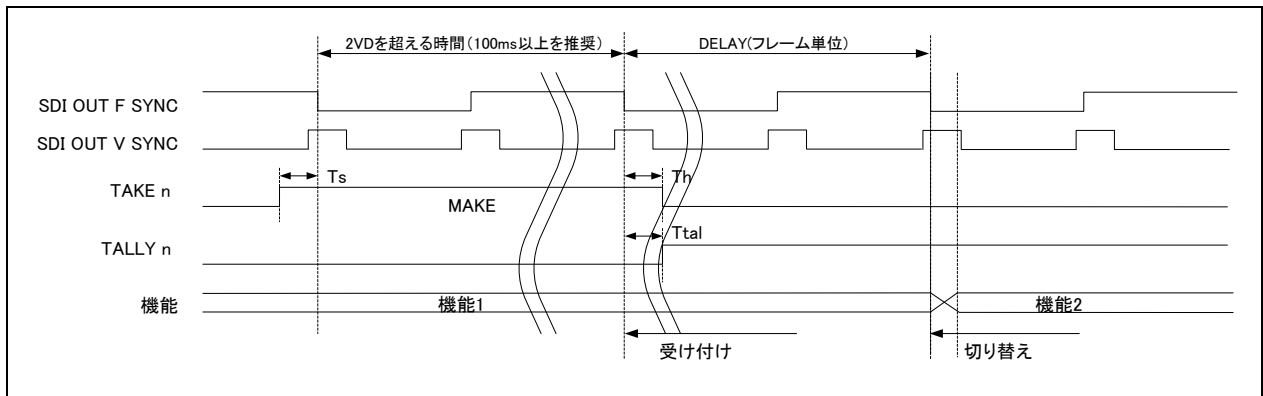 2VDを超える時間(100ms以上を推奨)
DELAY(フレーム単位)
SDI OUT F SYNC
SDI OUT V SYNC
Ts
Th
TAKE n
MAKE
Ttal
TALLY n
機能
機能1
機能2
受け付け
切り替え